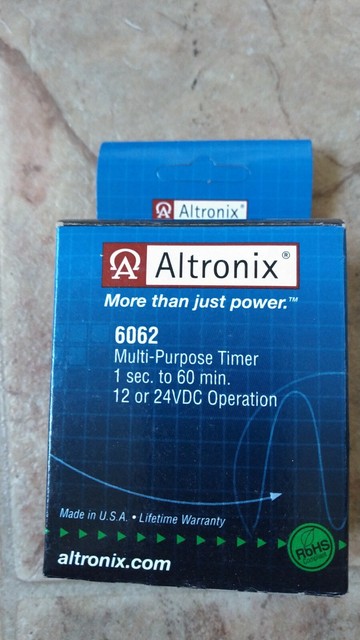 Altronix®
Altronix®
More than just power.™
6062
Multi-Purpose Timer
1 sec. to 60 min.
12 or 24VDC Operation
Made in U.S.A. • Lifetime Warranty
RoHS
altronix.com